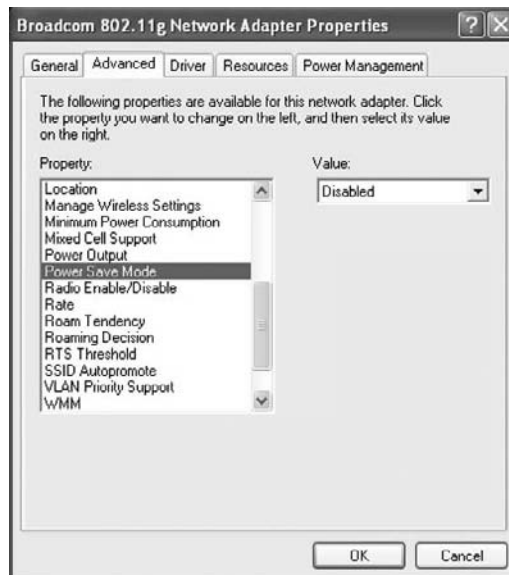 Broadcom 802.11g Network Adapter Properties
General Advanced Driver Resources Power Management
The following properties are available for this network adapter. Click
the property you want to change on the left, and then select its value
on the right.
Property:
Value:
Location
Disabled
Manage Wireless Settings
Minimum Power Consumption
Mixed Cell Support
Power Output
Power Save Mode
Radio Enable/Disable
Rate
Roam Tendency
Roaming Decision
RTS Threshold
SSID Autopromote
VLAN Priority Support
WMM
OK Cancel